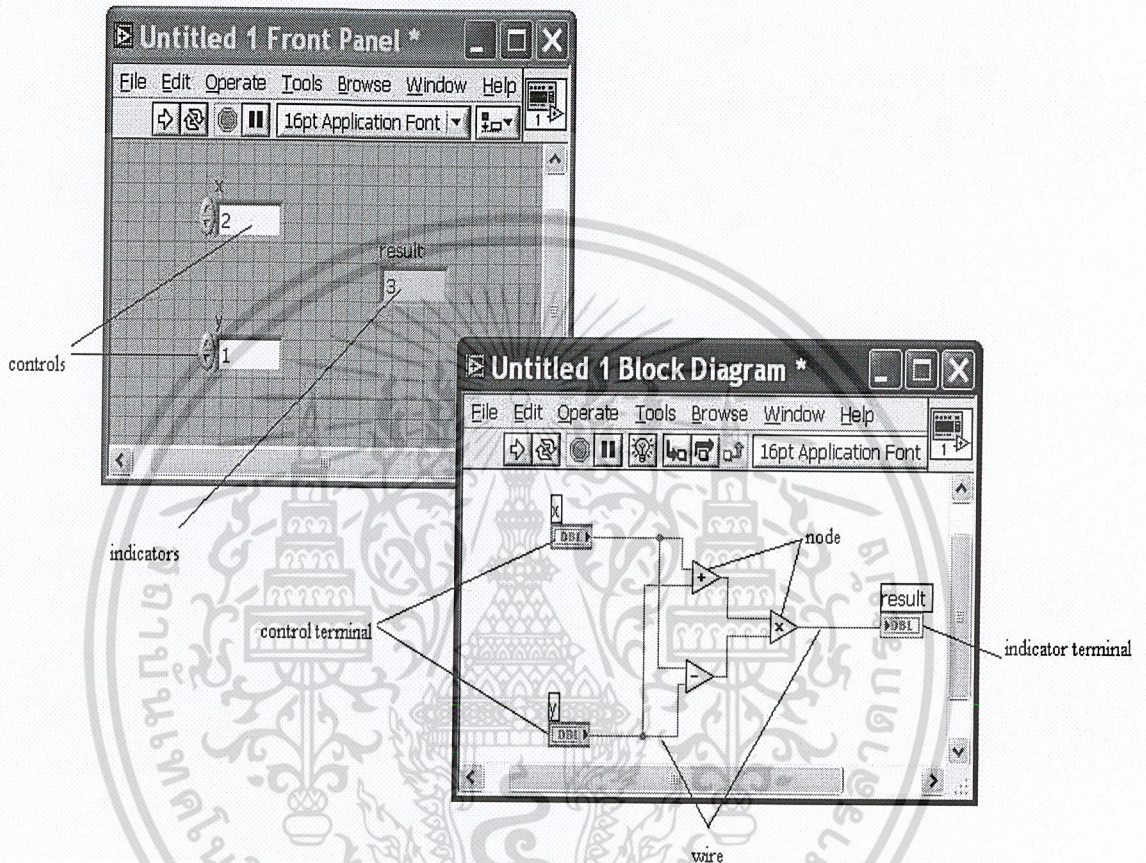 Untitled 1 Front Panel *
File Edit Operate Tools Browse Window Help
16pt Application Font
1
x
2
result
3
y
1
controls
indicators
Untitled 1 Block Diagram *
File Edit Operate Tools Browse Window Help
16pt Application Font
1
x
DBL
node
+
result
×
DBL
control terminal
indicator terminal
-
y
DBL
wire